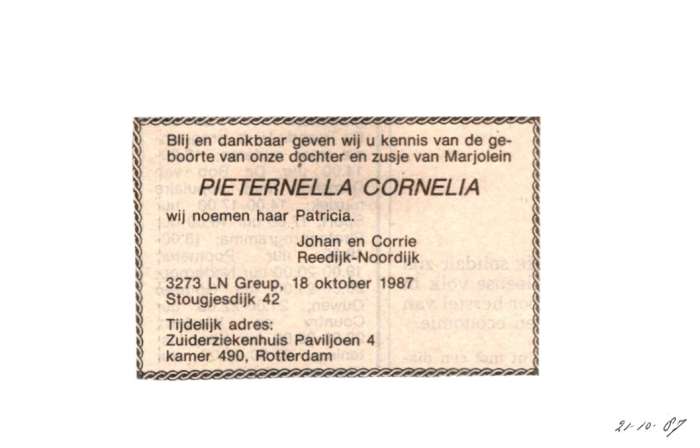 Blij en dankbaar geven wij u kennis van de ge-
boorte van onze dochter en zusje van Marjolein
PIETERNELLA CORNELIA
wij noemen haar Patricia.
Johan en Corrie
Reedijk-Noordijk
3273 LN Greup, 18 oktober 1987
Stougjesdijk 42
Tijdelijk adres:
Zuiderziekenhuis Paviljoen 4
kamer 490, Rotterdam
21-10-87